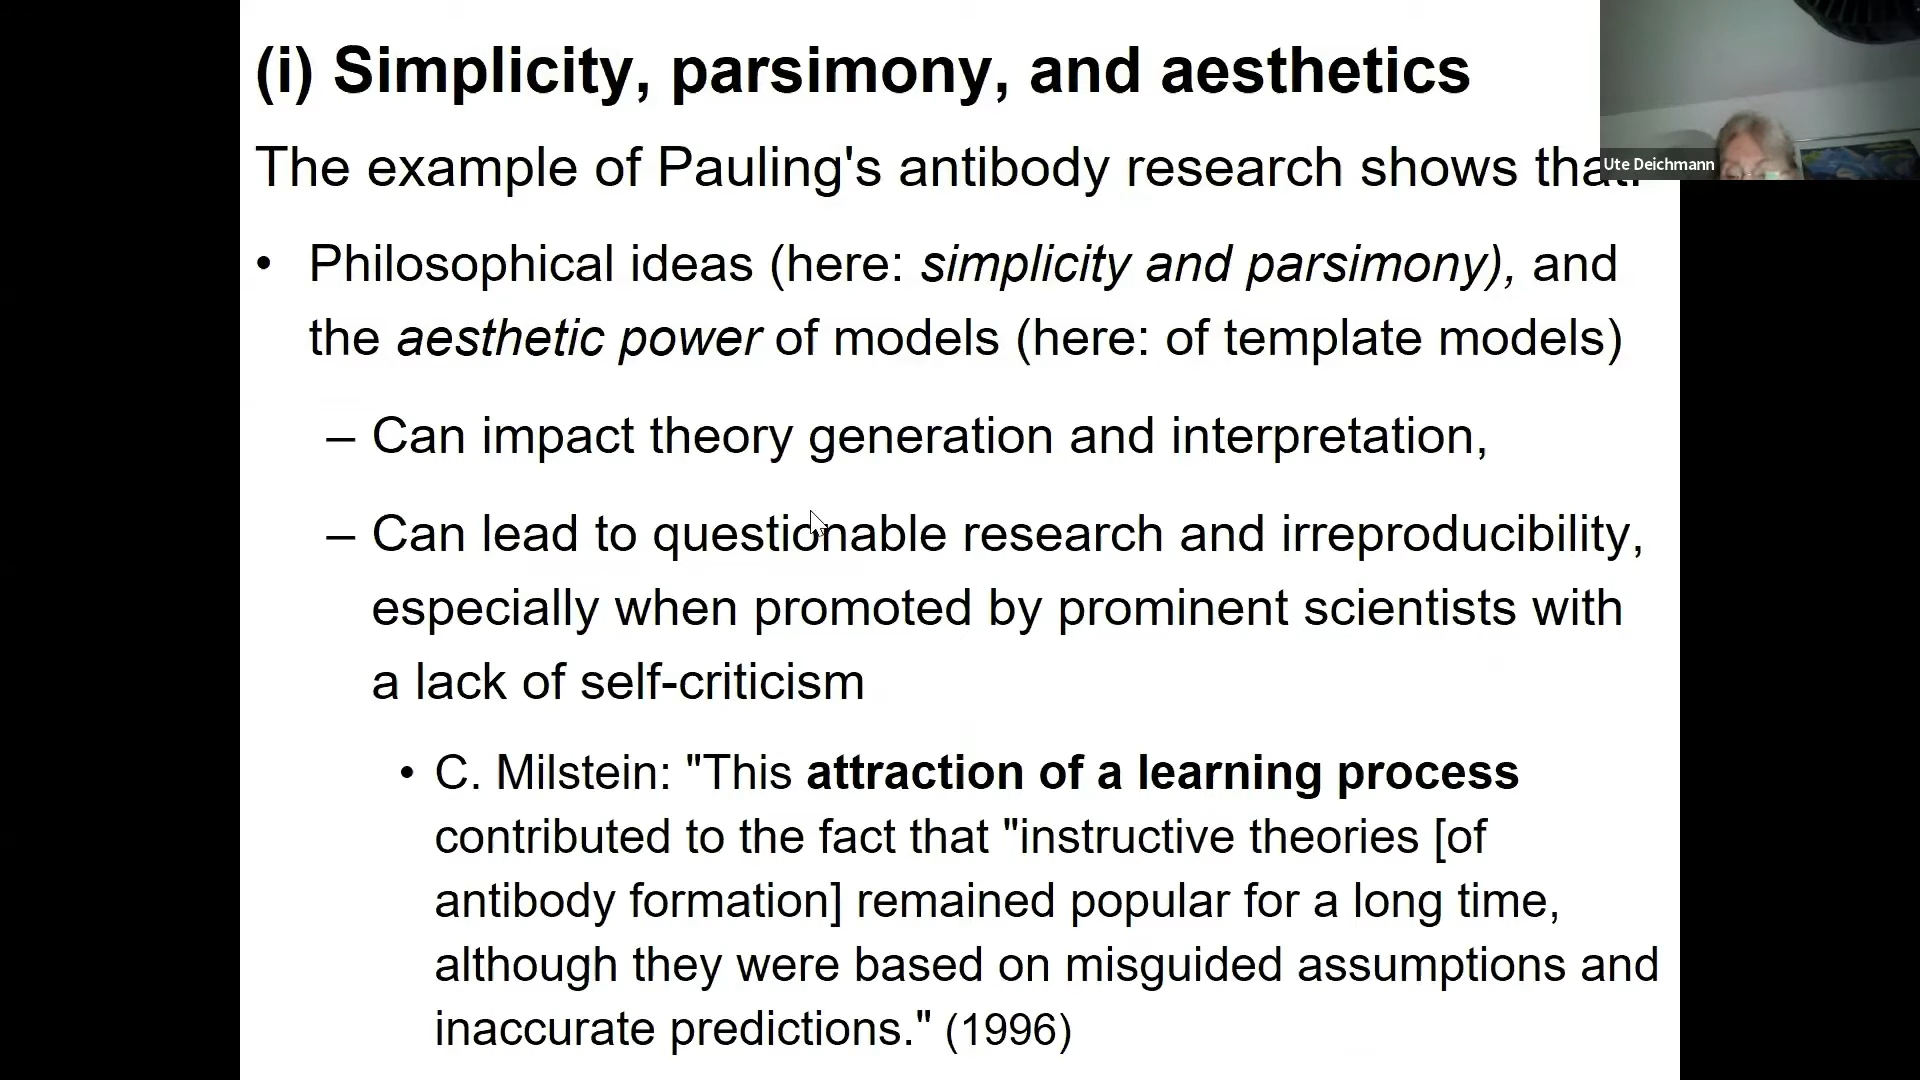 (i) Simplicity, parsimony, and aesthetics
The example of Pauling's antibody research shows that:
Ute Deichmann
• Philosophical ideas (here: simplicity and parsimony), and
the aesthetic power of models (here: of template models)
– Can impact theory generation and interpretation,
– Can lead to questionable research and irreproducibility,
especially when promoted by prominent scientists with
a lack of self-criticism
• C. Milstein: "This attraction of a learning process
contributed to the fact that "instructive theories [of
antibody formation] remained popular for a long time,
although they were based on misguided assumptions and
inaccurate predictions." (1996)